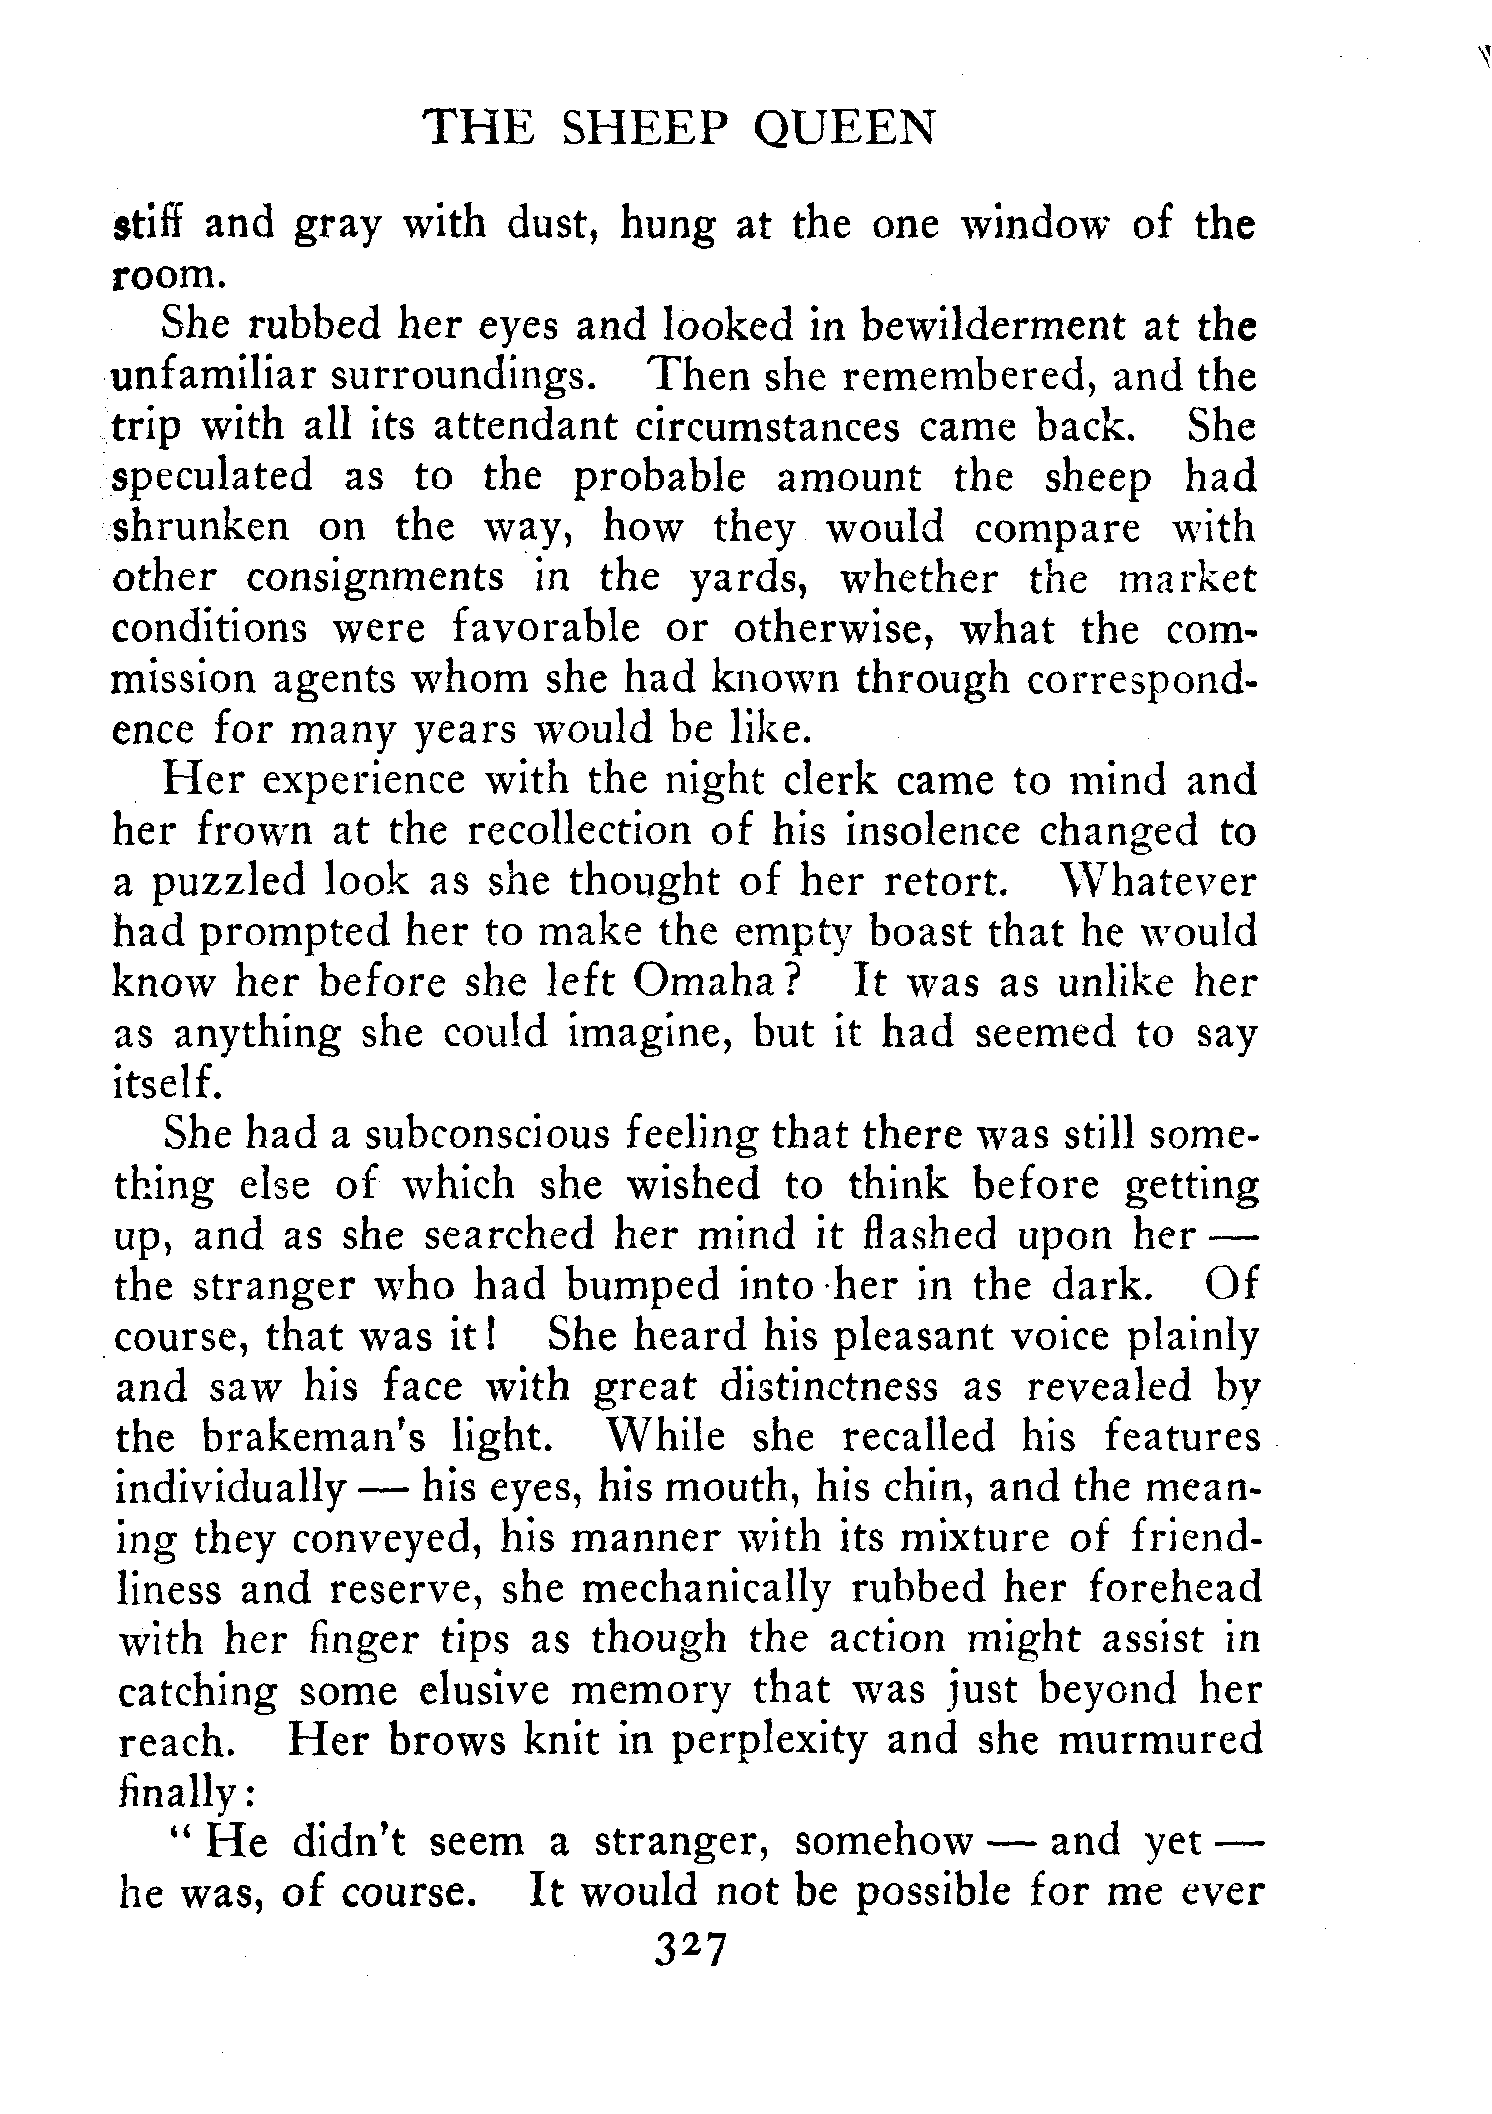 THE SHEEP QUEEN
stiff and gray with dust, hung at the one window of the
room.
She rubbed her eyes and looked in bewilderment at the
unfamiliar surroundings. Then she remembered, and the
trip with all its attendant circumstances came back. She
speculated as to the probable amount the sheep had
shrunken on the way, how they would compare with
other consignments in the yards, whether the market
conditions were favorable or otherwise, what the com-
mission agents whom she had known through correspond-
ence for many years would be like.
Her experience with the night clerk came to mind and
her frown at the recollection of his insolence changed to
a puzzled look as she thought of her retort. Whatever
had prompted her to make the empty boast that he would
know her before she left Omaha? It was as unlike her
as anything she could imagine, but it had seemed to say
itself.
She had a subconscious feeling that there was still some-
thing else of which she wished to think before getting
up, and as she searched her mind it flashed upon her —
the stranger who had bumped into her in the dark. Of
course, that was it! She heard his pleasant voice plainly
and saw his face with great distinctness as revealed by
the brakeman's light. While she recalled his features
individually — his eyes, his mouth, his chin, and the mean-
ing they conveyed, his manner with its mixture of friend-
liness and reserve, she mechanically rubbed her forehead
with her finger tips as though the action might assist in
catching some elusive memory that was just beyond her
reach. Her brows knit in perplexity and she murmured
finally:
" He didn't seem a stranger, somehow — and yet —
he was, of course. It would not be possible for me ever
327